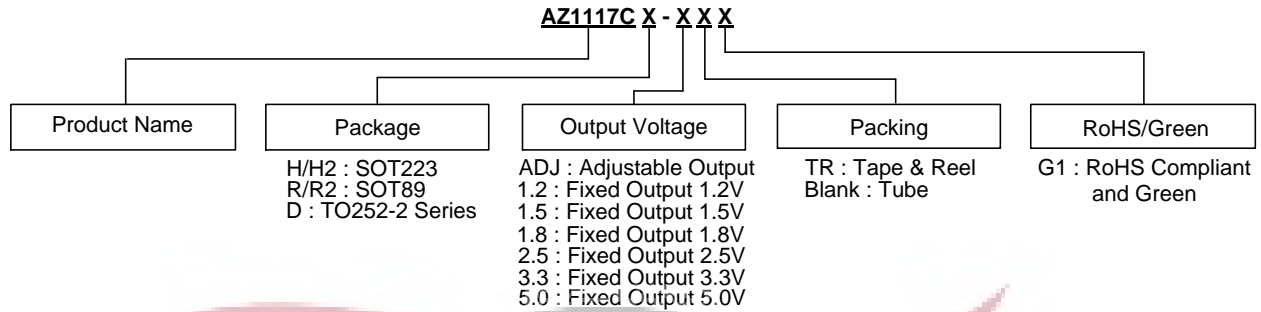 AZ1117C X - X X X
Product Name
Package
Output Voltage
Packing
RoHS/Green
H/H2 : SOT223
R/R2 : SOT89
D : TO252-2 Series
ADJ : Adjustable Output
1.2 : Fixed Output 1.2V
1.5 : Fixed Output 1.5V
1.8 : Fixed Output 1.8V
2.5 : Fixed Output 2.5V
3.3 : Fixed Output 3.3V
5.0 : Fixed Output 5.0V
TR : Tape & Reel
Blank : Tube
G1 : RoHS Compliant
and Green